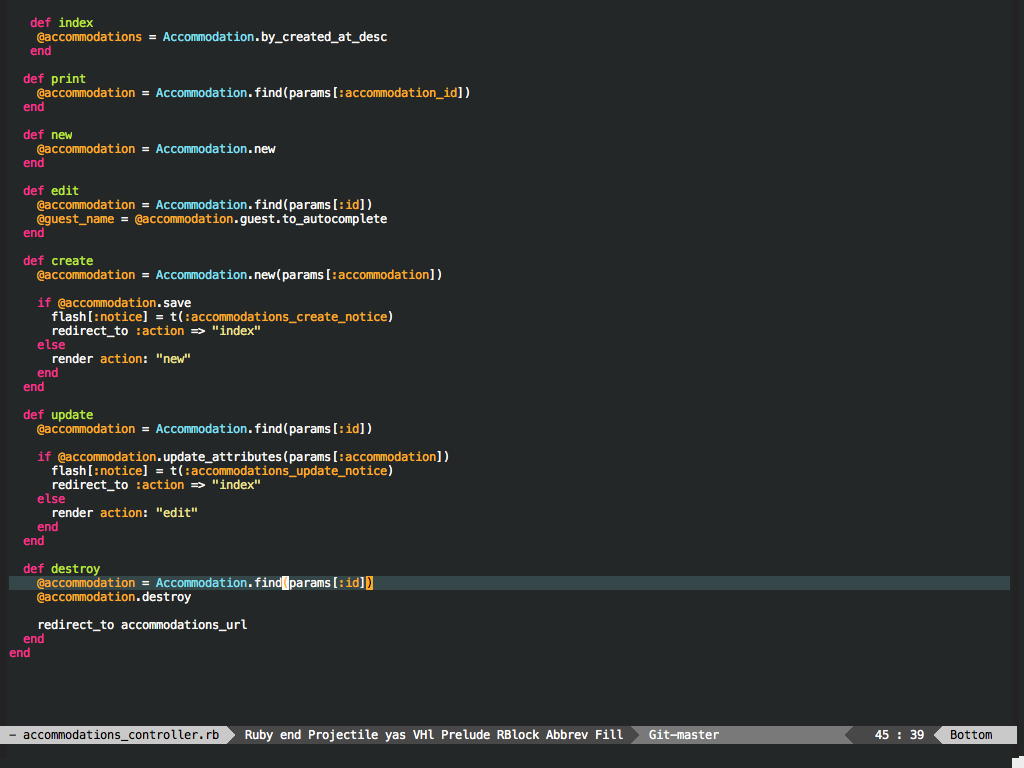 def index
@accommodations = Accommodation.by_created_at_desc
end
def print
@accommodation = Accommodation.find(params[:accommodation_id])
end
def new
@accommodation = Accommodation.new
end
def edit
@accommodation = Accommodation.find(params[:id])
@guest_name = @accommodation.guest.to_autocomplete
end
def create
@accommodation = Accommodation.new(params[:accommodation])
if @accommodation.save
flash[:notice] = t(:accommodations_create_notice)
redirect_to :action => "index"
else
render action: "new"
end
end
def update
@accommodation = Accommodation.find(params[:id])
if @accommodation.update_attributes(params[:accommodation])
flash[:notice] = t(:accommodations_update_notice)
redirect_to :action => "index"
else
render action: "edit"
end
end
def destroy
@accommodation = Accommodation.find(params[:id])
@accommodation.destroy
redirect_to accommodations_url
end
end
– accommodations_controller.rb Ruby end Projectile yas VHl Prelude RBlock Abbrev Fill Git–master 45 : 39 Bottom